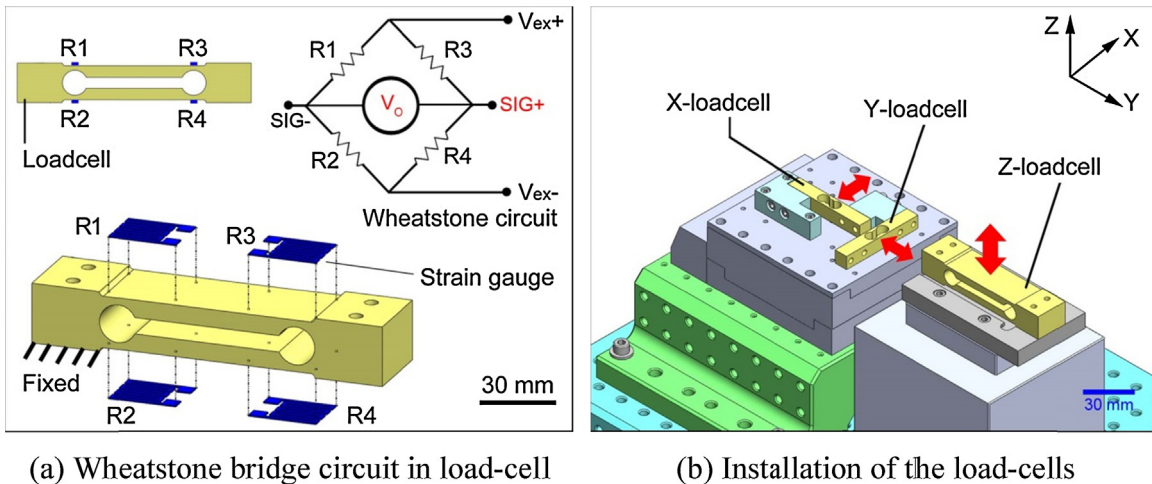 R1 R3
R2 R4
Loadcell
Vex+
R1 R3
Vo
SIG- SIG+
R2 R4
Vex-
Wheatstone circuit
R1
R3
Strain gauge
Fixed
R2 R4
30 mm
Z
X
Y
X-loadcell
Y-loadcell
Z-loadcell
30 mm
(a) Wheatstone bridge circuit in load-cell
(b) Installation of the load-cells